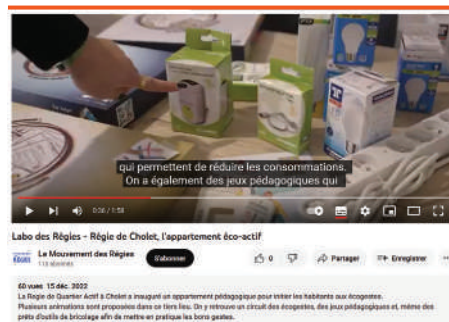 qui permettent de réduire les consommations.
On a également des jeux pédagogiques qui
0:36 / 1:58
Labo des Régies - Régie de Cholet, l'appartement éco-actif
Le Mouvement des Régies
S'abonner
0
Partager
Enregistrer
abonnés
60 vues 15 déc. 2022
La Régie de Quartier Actif à Cholet a inauguré un appartement pédagogique pour initier les habitants aux écogestes.
Plusieurs animations sont proposées dans ce tiers lieu. On y retrouve un circuit des écogestes, des jeux pédagogiques et, même des
prêts d'outils de bricolage afin de mettre en pratique les bons gestes.